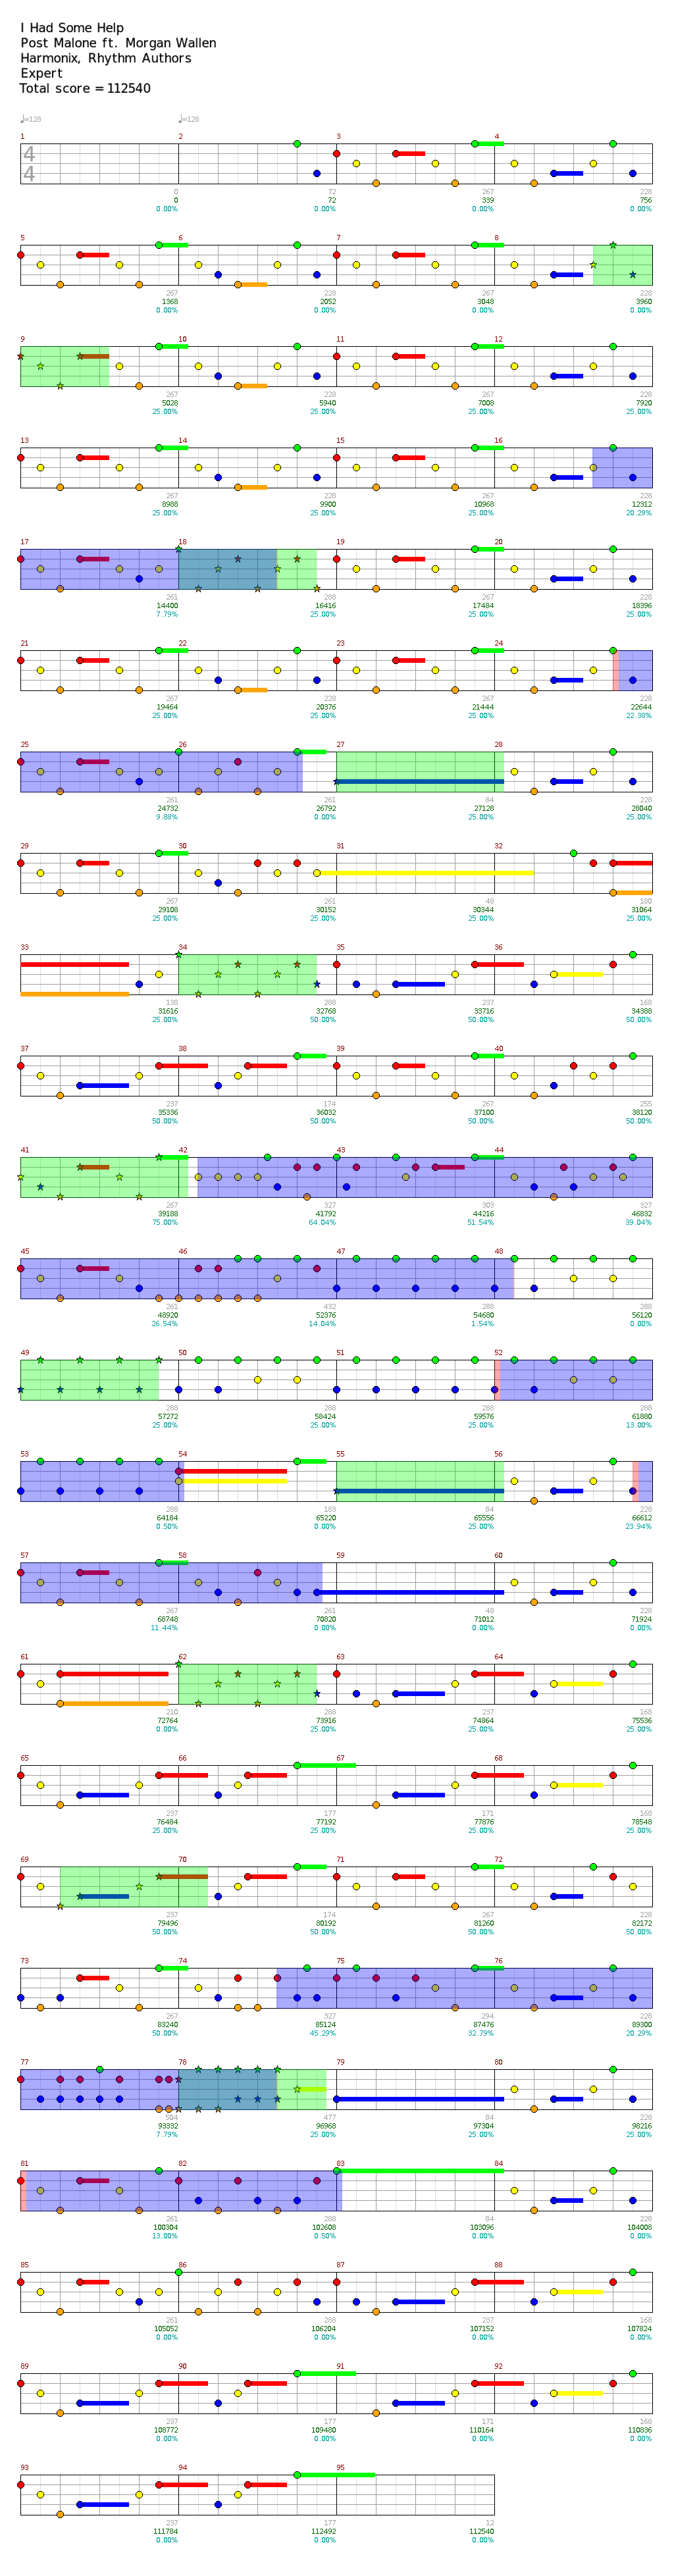 I Had Some Help
Post Malone ft. Morgan Wallen
Harmonix, Rhythm Authors
Expert
Total score = 112540
♩=128 ♩=128
1 2 3 4
4
4
0 72 267 228
0 72 339 756
0.00% 0.00% 0.00% 0.00%
5 6 7 8
267 228 267 228
1368 2052 3048 3960
0.00% 0.00% 0.00% 0.00%
9 10 11 12
267 228 267 228
5028 5940 7008 7920
25.00% 25.00% 25.00% 25.00%
13 14 15 16
267 228 267 228
8988 9900 10968 12312
25.00% 25.00% 25.00% 20.29%
17 18 19 20
261 288 267 228
14400 16416 17484 18396
7.79% 25.00% 25.00% 25.00%
21 22 23 24
267 228 267 228
19464 20376 21444 22644
25.00% 25.00% 25.00% 22.38%
25 26 27 28
261 261 84 228
24732 26792 27128 28040
9.88% 0.00% 25.00% 25.00%
29 30 31 32
267 261 48 180
29108 30152 30344 31064
25.00% 25.00% 25.00% 25.00%
33 34 35 36
138 288 237 168
31616 32768 33716 34388
25.00% 50.00% 50.00% 50.00%
37 38 39 40
237 174 267 255
35336 36032 37100 38120
50.00% 50.00% 50.00% 50.00%
41 42 43 44
267 327 303 327
39188 41792 44216 46832
75.00% 64.04% 51.54% 39.04%
45 46 47 48
261 432 288 288
48920 52376 54680 56120
26.54% 14.04% 1.54% 0.00%
49 50 51 52
288 288 288 288
57272 58424 59576 61880
25.00% 25.00% 25.00% 13.00%
53 54 55 56
288 183 84 228
64184 65220 65556 66612
0.50% 0.00% 25.00% 23.94%
57 58 59 60
267 261 48 228
68748 70820 71012 71924
11.44% 0.00% 0.00% 0.00%
61 62 63 64
210 288 237 168
72764 73916 74864 75536
0.00% 25.00% 25.00% 25.00%
65 66 67 68
237 177 171 168
76484 77192 77876 78548
25.00% 25.00% 25.00% 25.00%
69 70 71 72
237 174 267 228
79496 80192 81260 82172
50.00% 50.00% 50.00% 50.00%
73 74 75 76
267 327 294 228
83240 85124 87476 89300
50.00% 45.29% 32.79% 20.29%
77 78 79 80
504 477 84 228
93332 96968 97304 98216
7.79% 25.00% 25.00% 25.00%
81 82 83 84
261 288 84 228
100304 102608 103096 104008
13.00% 0.50% 0.00% 0.00%
85 86 87 88
261 288 237 168
105052 106204 107152 107824
0.00% 0.00% 0.00% 0.00%
89 90 91 92
237 177 171 168
108772 109480 110164 110836
0.00% 0.00% 0.00% 0.00%
93 94 95
237 177 12
111784 112492 112540
0.00% 0.00% 0.00%